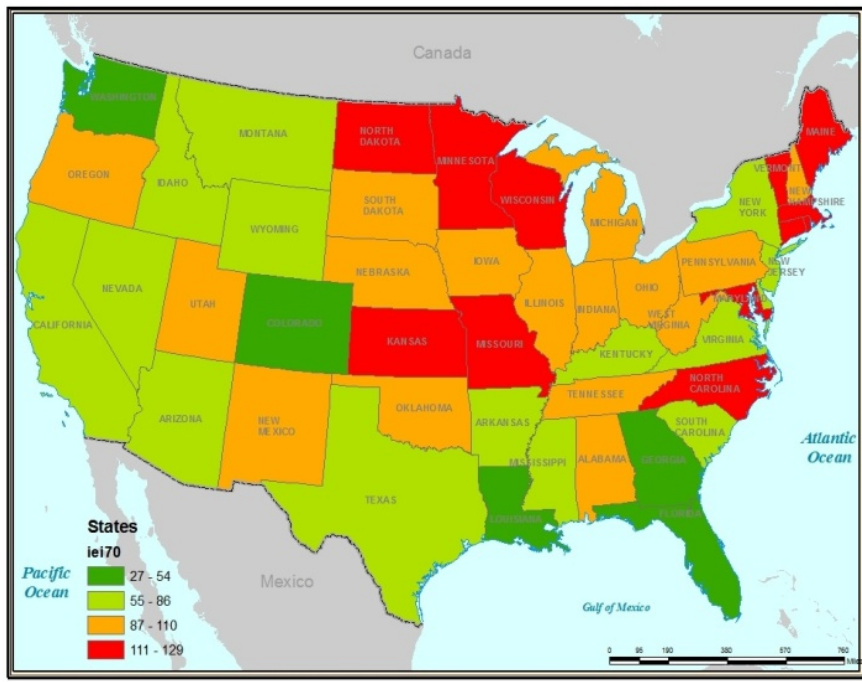 Canada
WASHINGTON
MONTANA
NORTH
DAKOTA
MINNESOTA
MAINE
OREGON
IDAHO
SOUTH
DAKOTA
WISCONSIN
VERMONT
NEW
HAMPSHIRE
WYOMING
MICHIGAN
NEW
YORK
NEBRASKA
IOWA
PENNSYLVANIA
NEW
JERSEY
NEVADA
UTAH
ILLINOIS
INDIANA
OHIO
MARYLAND
CALIFORNIA
COLORADO
KANSAS
MISSOURI
WEST
VIRGINIA
VIRGINIA
KENTUCKY
NORTH
CAROLINA
TENNESSEE
ARIZONA
NEW
MEXICO
OKLAHOMA
ARKANSAS
SOUTH
CAROLINA
Atlantic
Ocean
MISSISSIPPI
ALABAMA
GEORGIA
TEXAS
LOUISIANA
FLORIDA
States
iei70
27 - 54
55 - 86
87 - 110
111 - 129
Pacific
Ocean
Mexico
Gulf of Mexico
0 95 190 380 570 760